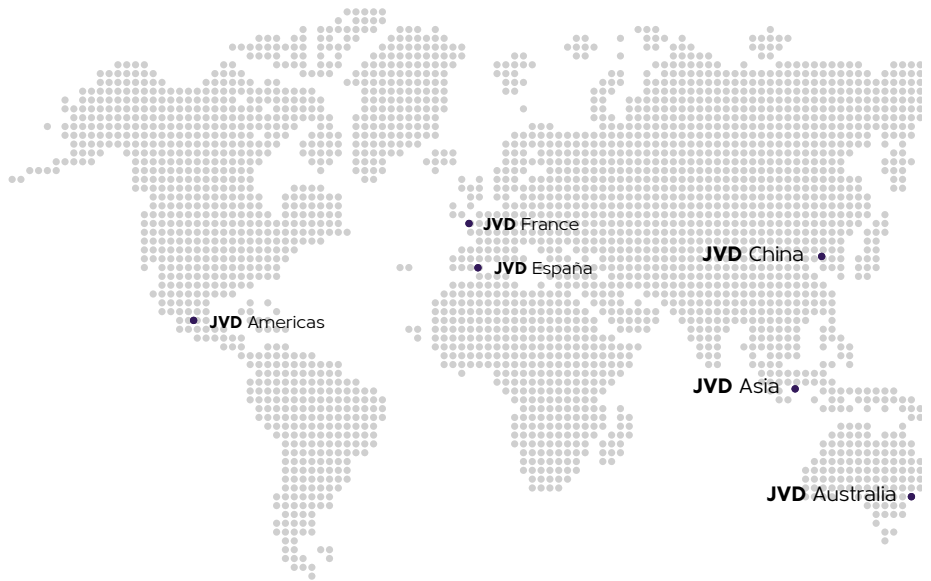 JVD France
JVD China
JVD España
JVD Americas
JVD Asia
JVD Australia